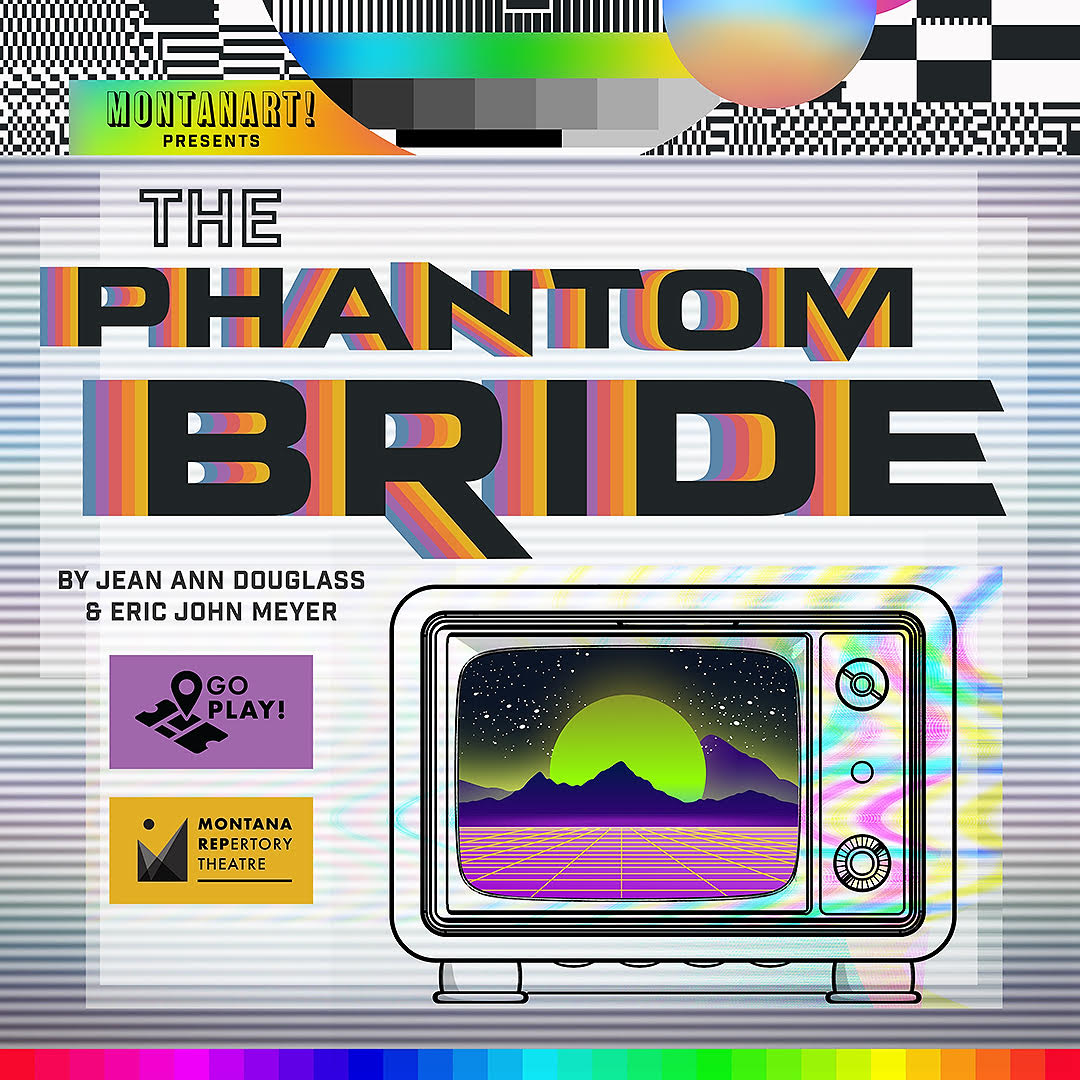 MONTANART!
PRESENTS
THE
PHANTOM
BRIDE
BY JEAN ANN DOUGLASS
& ERIC JOHN MEYER
GO
PLAY!
MONTANA
REPERTORY
THEATRE